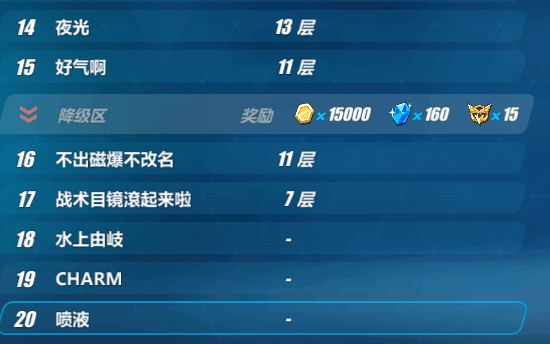 14 夜光 13 层
15 好气啊 11 层
降级区 奖励 ×15000 ×160 ×15
16 不出磁爆不改名 11 层
17 战术目镜滚起来啦 7 层
18 水上由岐 -
19 CHARM -
20 喷液 -